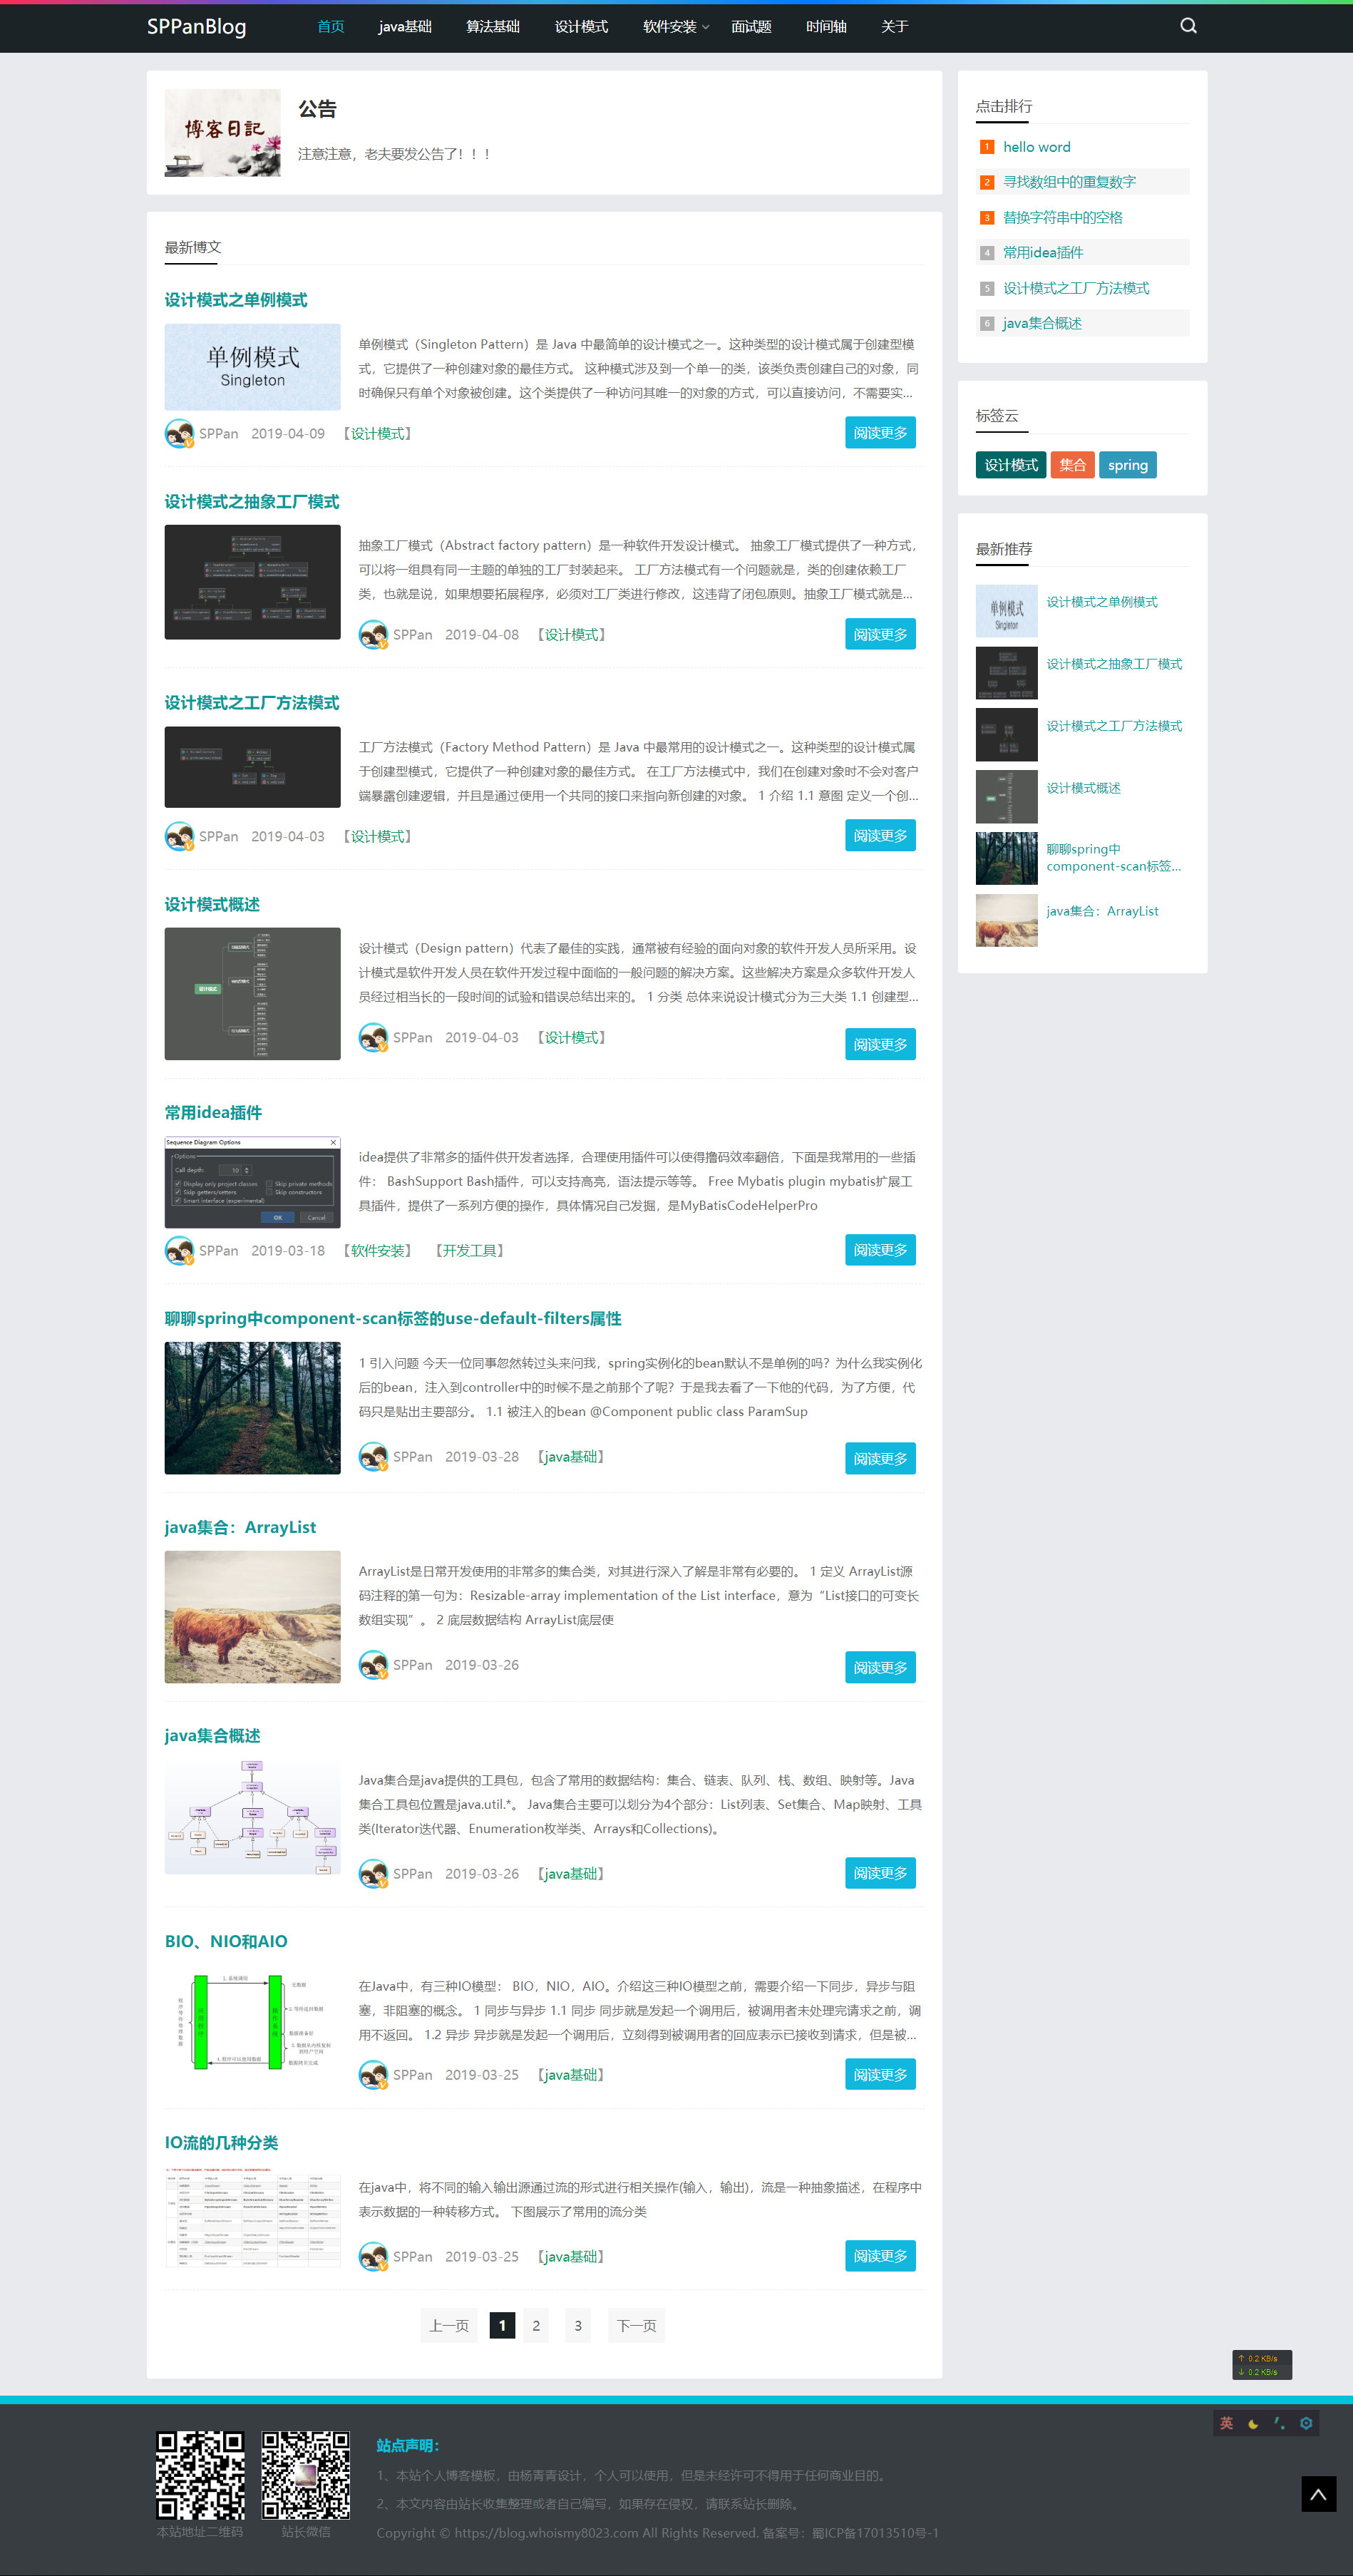 SPPanBlog 首页 java基础 算法基础 设计模式 软件安装 面试题 时间轴 关于
博客日記
公告
注意注意，老夫要发公告了！！！
最新博文
设计模式之单例模式
单例模式
Singleton
单例模式（Singleton Pattern）是 Java 中最简单的设计模式之一。这种类型的设计模式属于创建型模
式，它提供了一种创建对象的最佳方式。 这种模式涉及到一个单一的类，该类负责创建自己的对象，同
时确保只有单个对象被创建。这个类提供了一种访问其唯一的对象的方式，可以直接访问，不需要实...
SPPan 2019-04-09 【设计模式】 阅读更多
设计模式之抽象工厂模式
抽象工厂模式（Abstract factory pattern）是一种软件开发设计模式。 抽象工厂模式提供了一种方式，
可以将一组具有同一主题的单独的工厂封装起来。 工厂方法模式有一个问题就是，类的创建依赖工厂
类，也就是说，如果想要拓展程序，必须对工厂类进行修改，这违背了闭包原则。抽象工厂模式就是...
SPPan 2019-04-08 【设计模式】 阅读更多
设计模式之工厂方法模式
工厂方法模式（Factory Method Pattern）是 Java 中最常用的设计模式之一。这种类型的设计模式属
于创建型模式，它提供了一种创建对象的最佳方式。 在工厂方法模式中，我们在创建对象时不会对客户
端暴露创建逻辑，并且是通过使用一个共同的接口来指向新创建的对象。 1 介绍 1.1 意图 定义一个创...
SPPan 2019-04-03 【设计模式】 阅读更多
设计模式概述
设计模式
设计模式（Design pattern）代表了最佳的实践，通常被有经验的面向对象的软件开发人员所采用。设
计模式是软件开发人员在软件开发过程中面临的一般问题的解决方案。这些解决方案是众多软件开发人
员经过相当长的一段时间的试验和错误总结出来的。 1 分类 总体来说设计模式分为三大类 1.1 创建型...
SPPan 2019-04-03 【设计模式】 阅读更多
常用idea插件
Sequence Diagram Options
Options
Call depth: 10
Display only project classes Skip private methods
Skip getters/setters Skip constructors
Smart interface (experimental)
OK Cancel
idea提供了非常多的插件供开发者选择，合理使用插件可以使得撸码效率翻倍，下面是我常用的一些插
件： BashSupport Bash插件，可以支持高亮，语法提示等等。 Free Mybatis plugin mybatis扩展工
具插件，提供了一系列方便的操作，具体情况自己发掘，是MyBatisCodeHelperPro
SPPan 2019-03-18 【软件安装】 【开发工具】 阅读更多
聊聊spring中component-scan标签的use-default-filters属性
1 引入问题 今天一位同事忽然转过头来问我，spring实例化的bean默认不是单例的吗？为什么我实例化
后的bean，注入到controller中的时候不是之前那个了呢？于是我去看了一下他的代码，为了方便，代
码只是贴出主要部分。 1.1 被注入的bean @Component public class ParamSup
SPPan 2019-03-28 【java基础】 阅读更多
java集合：ArrayList
ArrayList是日常开发使用的非常多的集合类，对其进行深入了解是非常有必要的。 1 定义 ArrayList源
码注释的第一句为：Resizable-array implementation of the List interface，意为“List接口的可变长
数组实现”。 2 底层数据结构 ArrayList底层使
SPPan 2019-03-26 阅读更多
java集合概述
Java集合是java提供的工具包，包含了常用的数据结构：集合、链表、队列、栈、数组、映射等。Java
集合工具包位置是java.util.*。 Java集合主要可以划分为4个部分：List列表、Set集合、Map映射、工具
类(Iterator迭代器、Enumeration枚举类、Arrays和Collections)。
SPPan 2019-03-26 【java基础】 阅读更多
BIO、NIO和AIO
在Java中，有三种IO模型： BIO，NIO，AIO。介绍这三种IO模型之前，需要介绍一下同步，异步与阻
塞，非阻塞的概念。 1 同步与异步 1.1 同步 同步就是发起一个调用后，被调用者未处理完请求之前，调
用不返回。 1.2 异步 异步就是发起一个调用后，立刻得到被调用者的回应表示已接收到请求，但是被...
SPPan 2019-03-25 【java基础】 阅读更多
IO流的几种分类
在java中，将不同的输入输出源通过流的形式进行相关操作(输入，输出)，流是一种抽象描述，在程序中
表示数据的一种转移方式。 下图展示了常用的流分类
SPPan 2019-03-25 【java基础】 阅读更多
上一页 1 2 3 下一页
点击排行
1 hello word
2 寻找数组中的重复数字
3 替换字符串中的空格
4 常用idea插件
5 设计模式之工厂方法模式
6 java集合概述
标签云
设计模式 集合 spring
最新推荐
单例模式
Singleton
设计模式之单例模式
设计模式之抽象工厂模式
设计模式之工厂方法模式
设计模式概述
聊聊spring中
component-scan标签...
java集合：ArrayList
↑ 0.2 KB/s
↓ 0.2 KB/s
英
本站地址二维码 站长微信
站点声明：
1、本站个人博客模板，由杨青青设计，个人可以使用，但是未经许可不得用于任何商业目的。
2、本文内容由站长收集整理或者自己编写，如果存在侵权，请联系站长删除。
Copyright © https://blog.whoismy8023.com All Rights Reserved. 备案号：蜀ICP备17013510号-1